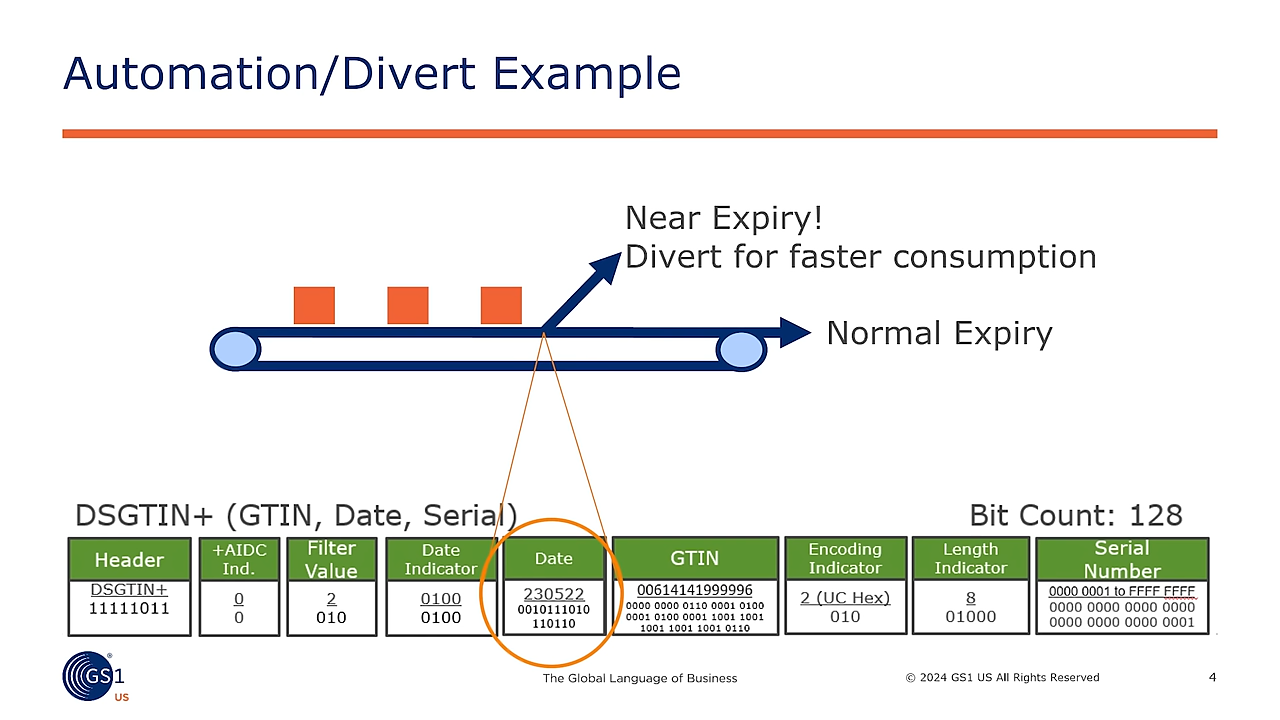 Automation/Divert Example
Near Expiry!
Divert for faster consumption
Normal Expiry
DSGTIN+ (GTIN, Date, Serial)
Bit Count: 128
Header
DSGTIN+
11111011
+AIDC
Ind.
0
0
Filter
Value
2
010
Date
Indicator
0100
0100
Date
230522
0010111010
110110
GTIN
00614141999996
0000 0000 0110 0001 0100
0001 0100 0001 1001 1001
1001 1001 1001 0110
Encoding
Indicator
2 (UC Hex)
010
Length
Indicator
8
01000
Serial
Number
0000 0001 to FFFF FFFF
0000 0000 0000 0000
0000 0000 0000 0001
GS1
®
US
The Global Language of Business
© 2024 GS1 US All Rights Reserved
4